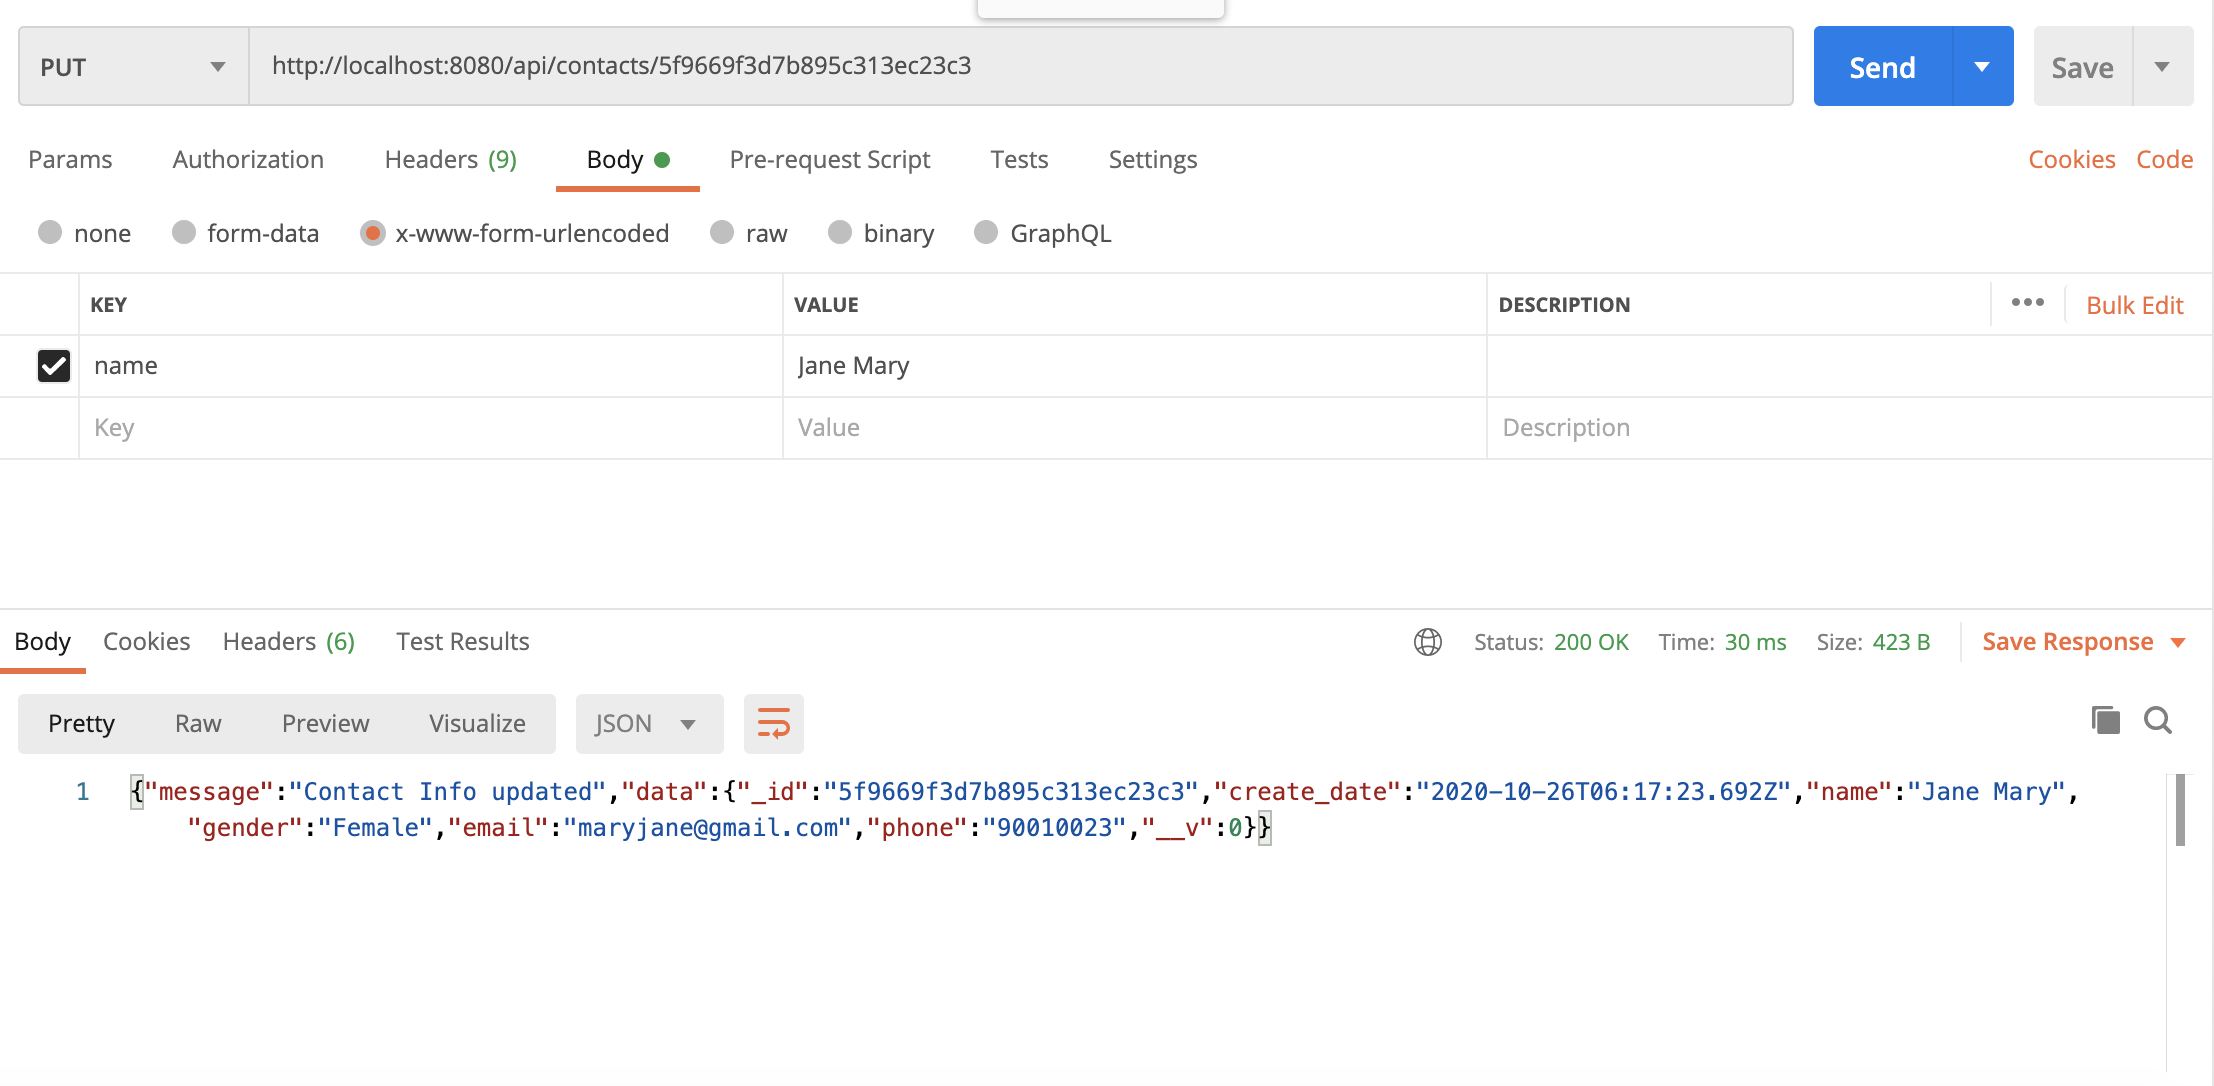 PUT http://localhost:8080/api/contacts/5f9669f3d7b895c313ec23c3 Send Save
Params Authorization Headers (9) Body Pre-request Script Tests Settings Cookies Code
none form-data x-www-form-urlencoded raw binary GraphQL
KEY VALUE DESCRIPTION ••• Bulk Edit
name Jane Mary
Key Value Description
Body Cookies Headers (6) Test Results Status: 200 OK Time: 30 ms Size: 423 B Save Response
Pretty Raw Preview Visualize JSON
1 {"message":"Contact Info updated","data":{"_id":"5f9669f3d7b895c313ec23c3","create_date":"2020-10-26T06:17:23.692Z","name":"Jane Mary",
"gender":"Female","email":"maryjane@gmail.com","phone":"90010023","__v":0}}